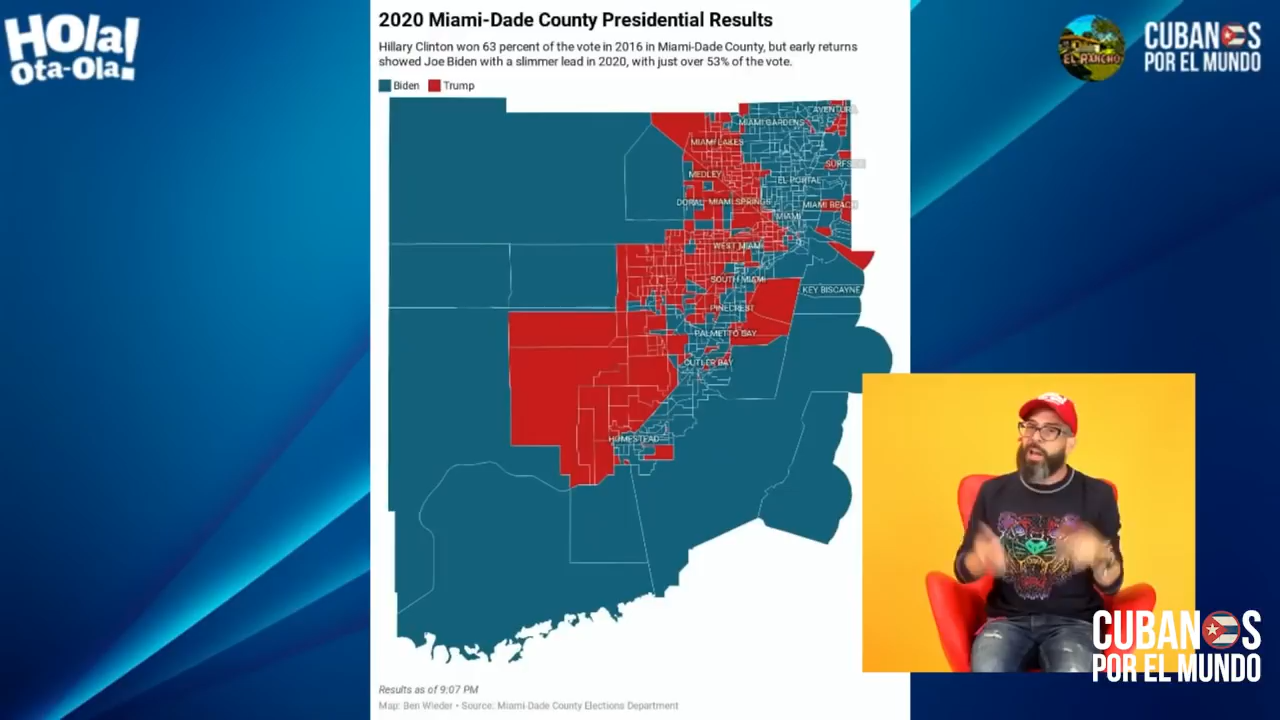 HOla!
Ota-Ola!
2020 Miami-Dade County Presidential Results
Hillary Clinton won 63 percent of the vote in 2016 in Miami-Dade County, but early returns
showed Joe Biden with a slimmer lead in 2020, with just over 53% of the vote.
Biden Trump
EL RANCHO
CUBANOS
POR EL MUNDO
AVENTURA
MIAMI GARDENS
MIAMI LAKES
MEDLEY
EL PORTAL
DORAL MIAMI SPRINGS
MIAMI BEACH
MIAMI
WEST MIAMI
SOUTH MIAMI
KEY BISCAYNE
PINECREST
PALMETTO BAY
CUTLER BAY
HOMESTEAD
CUBANOS
POR EL MUNDO
Results as of 9:07 PM
Map: Ben Wieder • Source: Miami-Dade County Elections Department